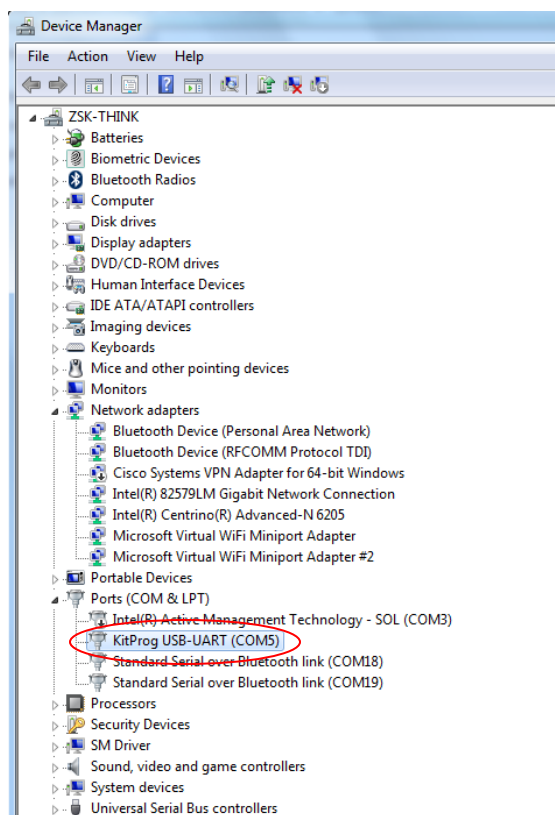 Device Manager
File Action View Help
ZSK-THINK
Batteries
Biometric Devices
Bluetooth Radios
Computer
Disk drives
Display adapters
DVD/CD-ROM drives
Human Interface Devices
IDE ATA/ATAPI controllers
Imaging devices
Keyboards
Mice and other pointing devices
Monitors
Network adapters
Bluetooth Device (Personal Area Network)
Bluetooth Device (RFCOMM Protocol TDI)
Cisco Systems VPN Adapter for 64-bit Windows
Intel(R) 82579LM Gigabit Network Connection
Intel(R) Centrino(R) Advanced-N 6205
Microsoft Virtual WiFi Miniport Adapter
Microsoft Virtual WiFi Miniport Adapter #2
Portable Devices
Ports (COM & LPT)
Intel(R) Active Management Technology - SOL (COM3)
KitProg USB-UART (COM5)
Standard Serial over Bluetooth link (COM18)
Standard Serial over Bluetooth link (COM19)
Processors
Security Devices
SM Driver
Sound, video and game controllers
System devices
Universal Serial Bus controllers